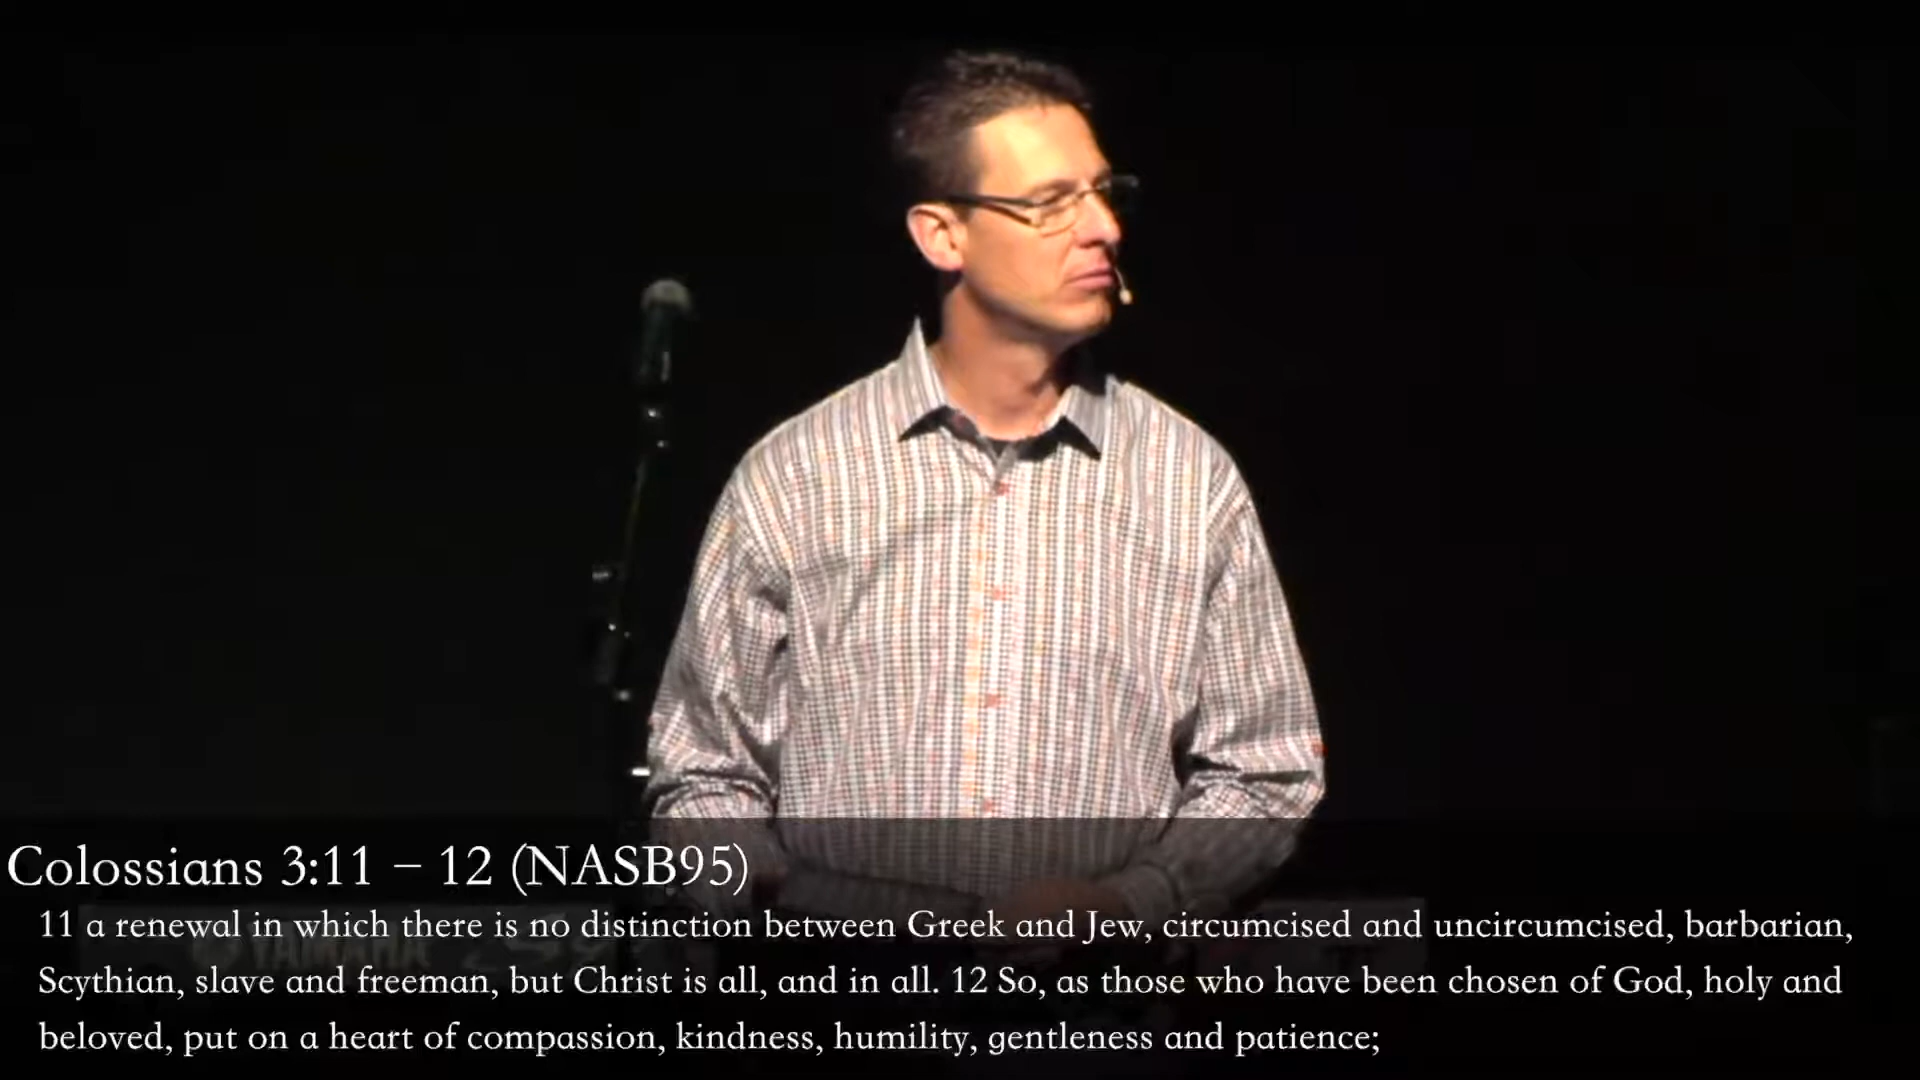 Colossians 3:11 – 12 (NASB95)
11 a renewal in which there is no distinction between Greek and Jew, circumcised and uncircumcised, barbarian,
Scythian, slave and freeman, but Christ is all, and in all. 12 So, as those who have been chosen of God, holy and
beloved, put on a heart of compassion, kindness, humility, gentleness and patience;
YAMAHA